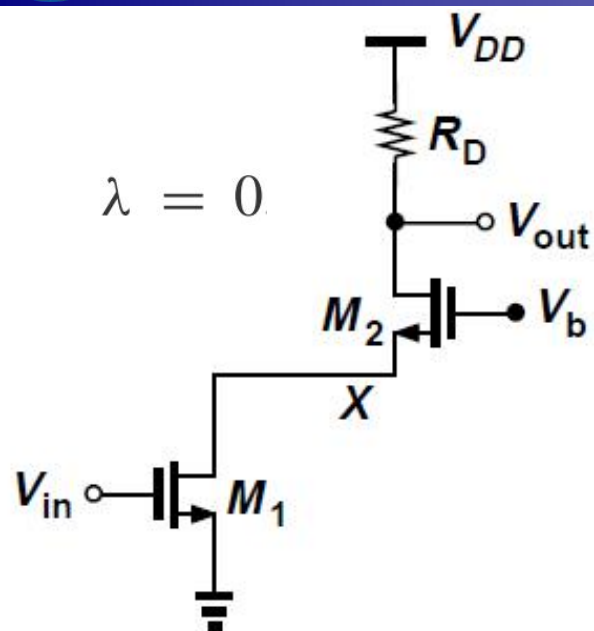 V_DD
R_D
λ = 0.
V_out
M_2
V_b
X
V_in
M_1